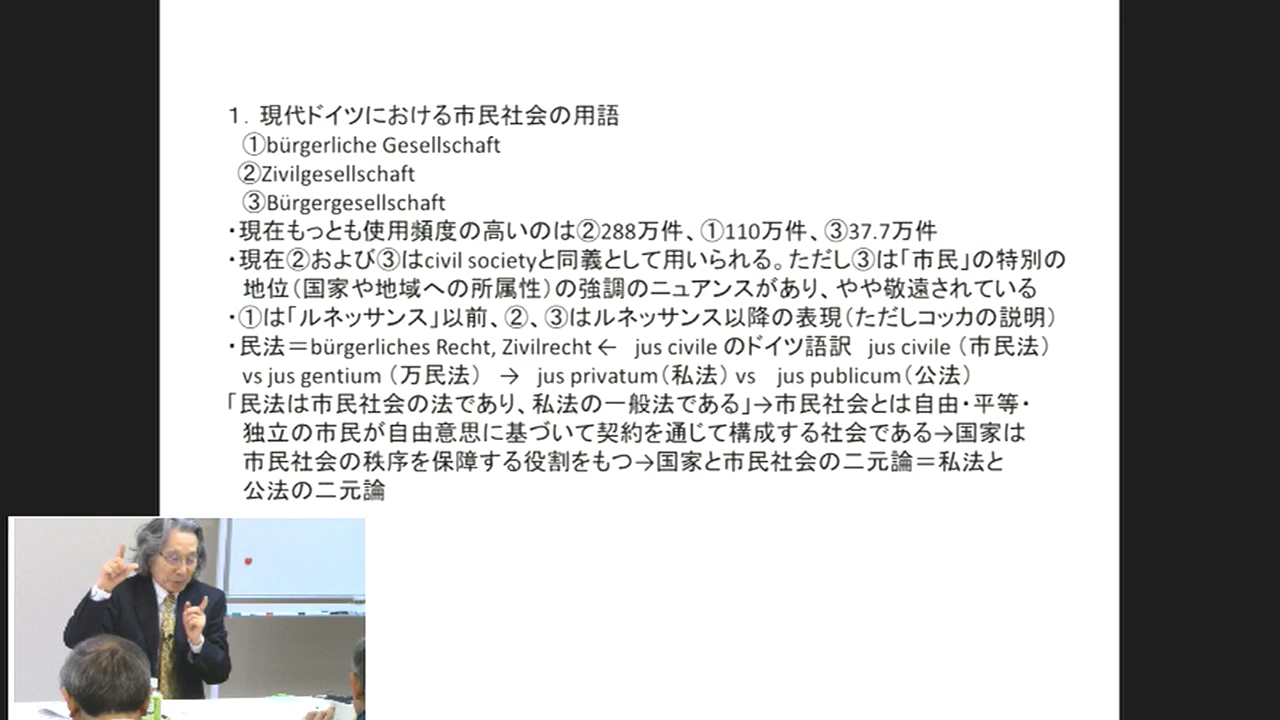 １．現代ドイツにおける市民社会の用語
①bürgerliche Gesellschaft
②Zivilgesellschaft
③Bürgergesellschaft
・現在もっとも使用頻度の高いのは②288万件、①110万件、③37.7万件
・現在②および③はcivil societyと同義として用いられる。ただし③は「市民」の特別の
地位（国家や地域への所属性）の強調のニュアンスがあり、やや敬遠されている
・①は「ルネッサンス」以前、②、③はルネッサンス以降の表現（ただしコッカの説明）
・民法＝bürgerliches Recht, Zivilrecht ← jus civile のドイツ語訳 jus civile （市民法）
vs jus gentium （万民法） → jus privatum（私法） vs jus publicum（公法）
「民法は市民社会の法であり、私法の一般法である」→市民社会とは自由・平等・
独立の市民が自由意思に基づいて契約を通じて構成する社会である→国家は
市民社会の秩序を保障する役割をもつ→国家と市民社会の二元論＝私法と
公法の二元論